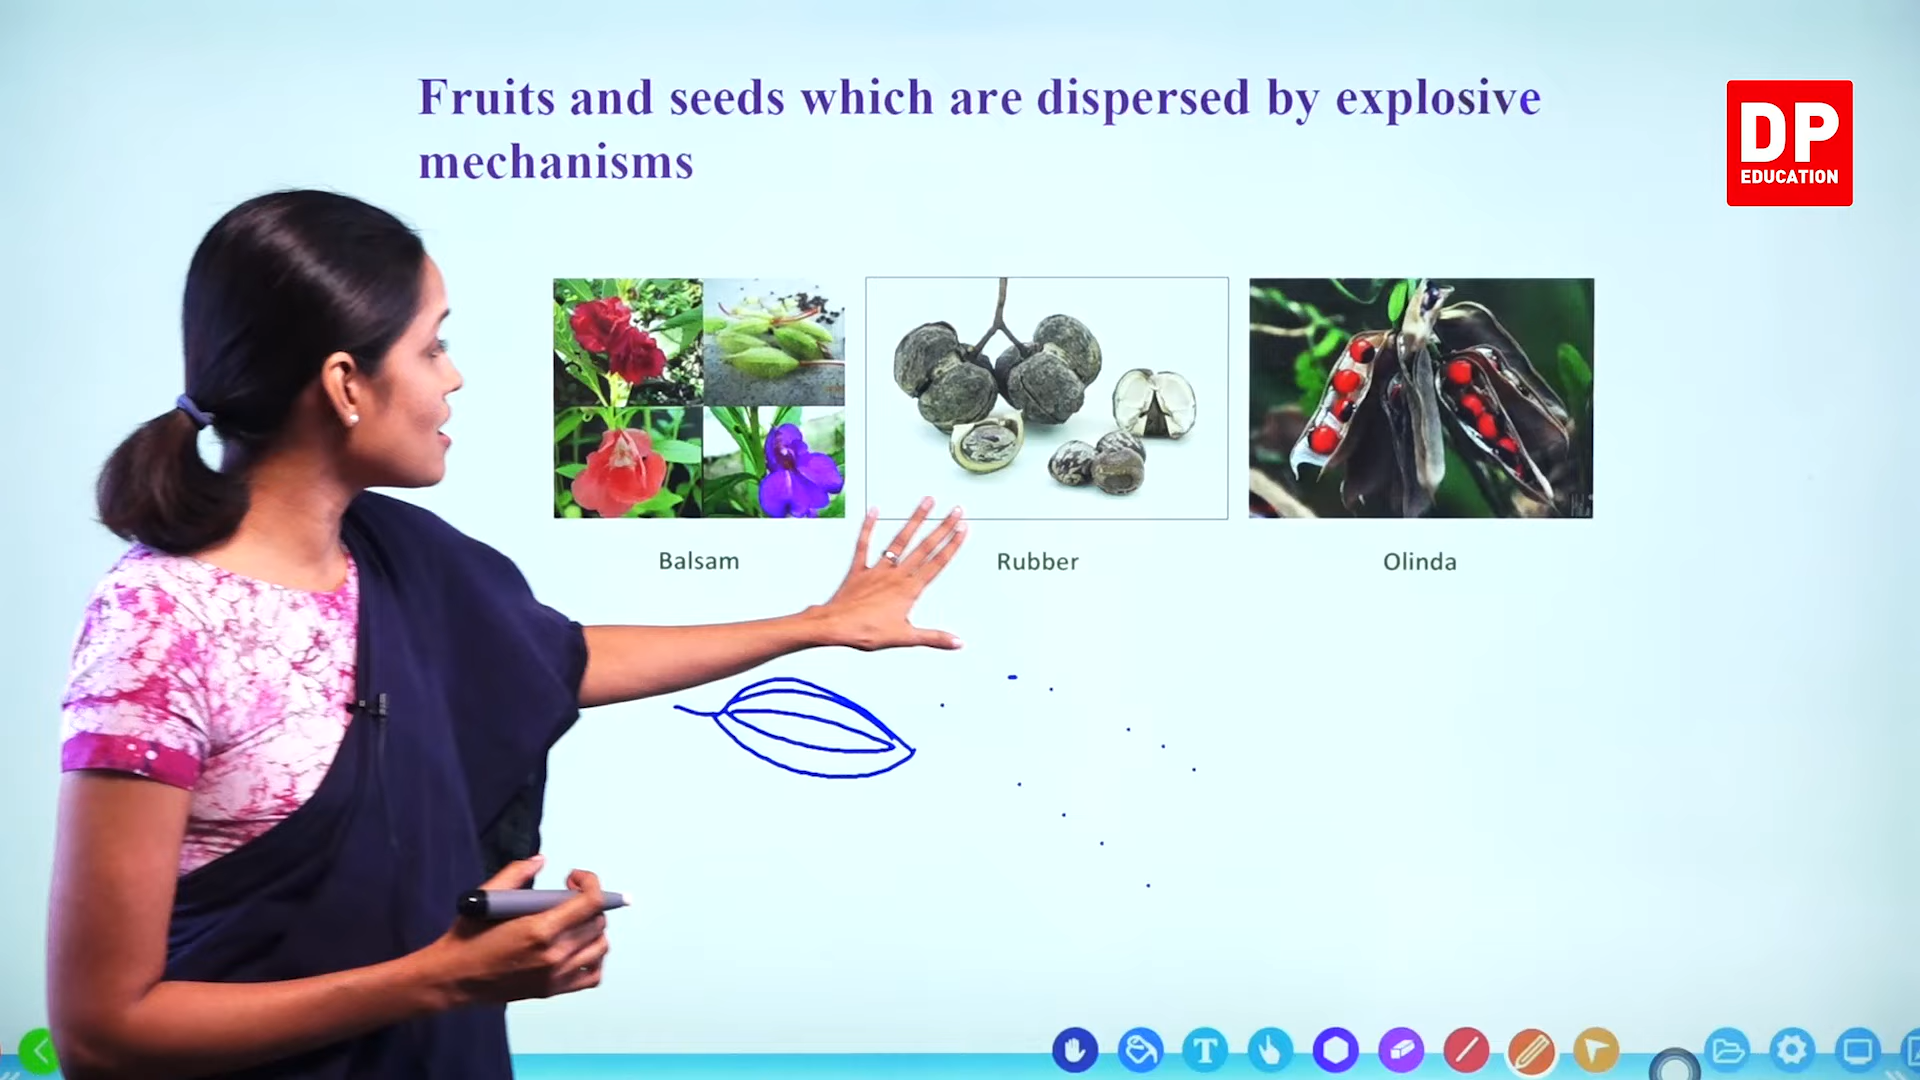 Fruits and seeds which are dispersed by explosive
mechanisms
DP
EDUCATION
Balsam
Rubber
Olinda
T